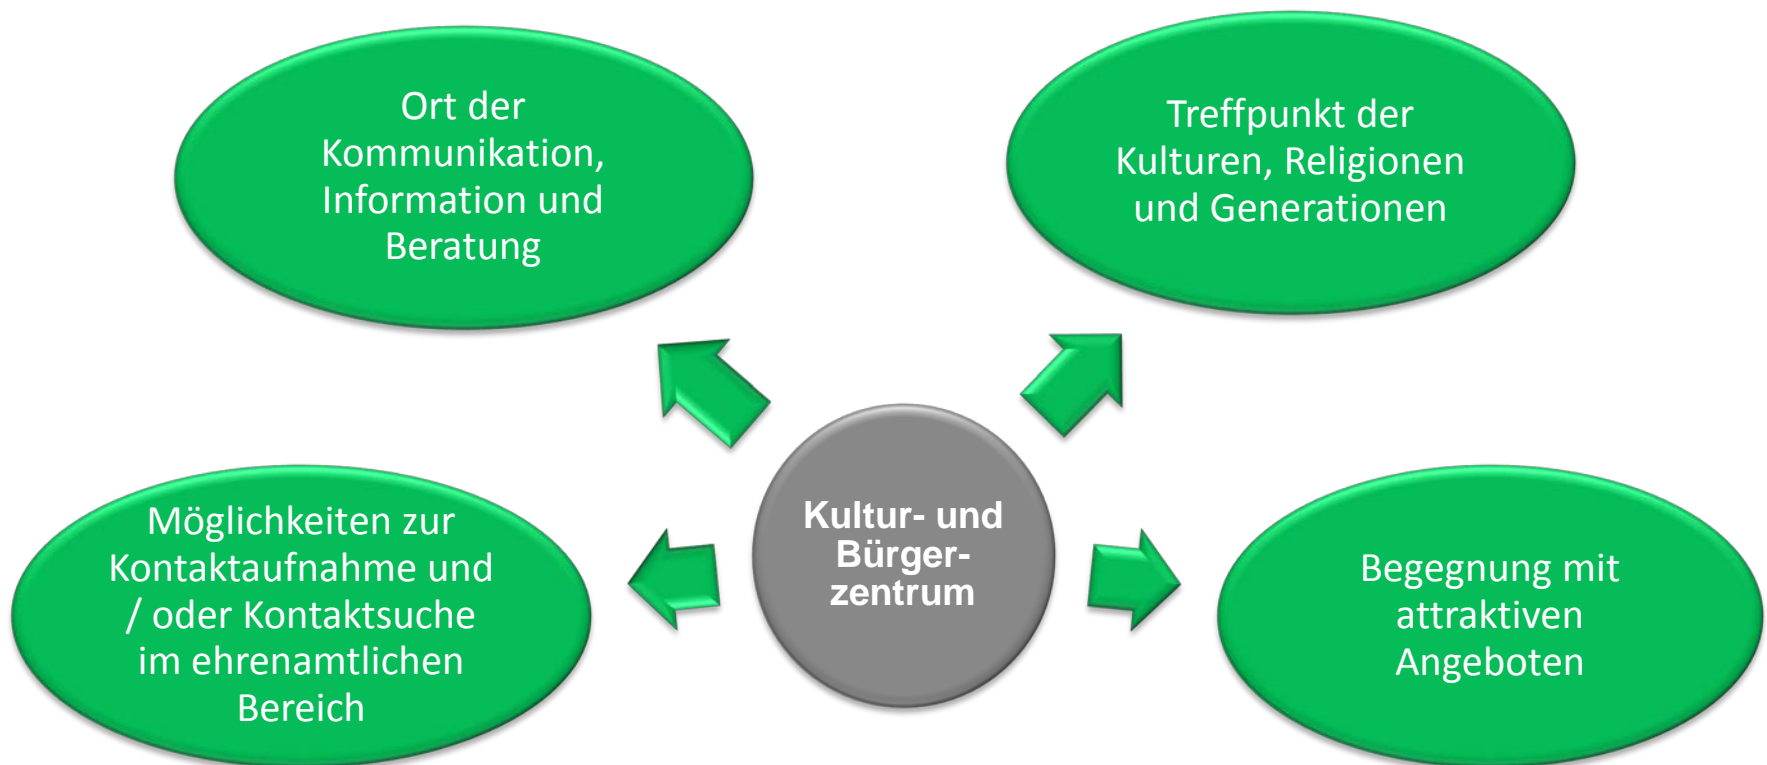 Ort der
Kommunikation,
Information und
Beratung
Treffpunkt der
Kulturen, Religionen
und Generationen
Kultur- und
Bürger-
zentrum
Möglichkeiten zur
Kontaktaufnahme und
/ oder Kontaktsuche
im ehrenamtlichen
Bereich
Begegnung mit
attraktiven
Angeboten